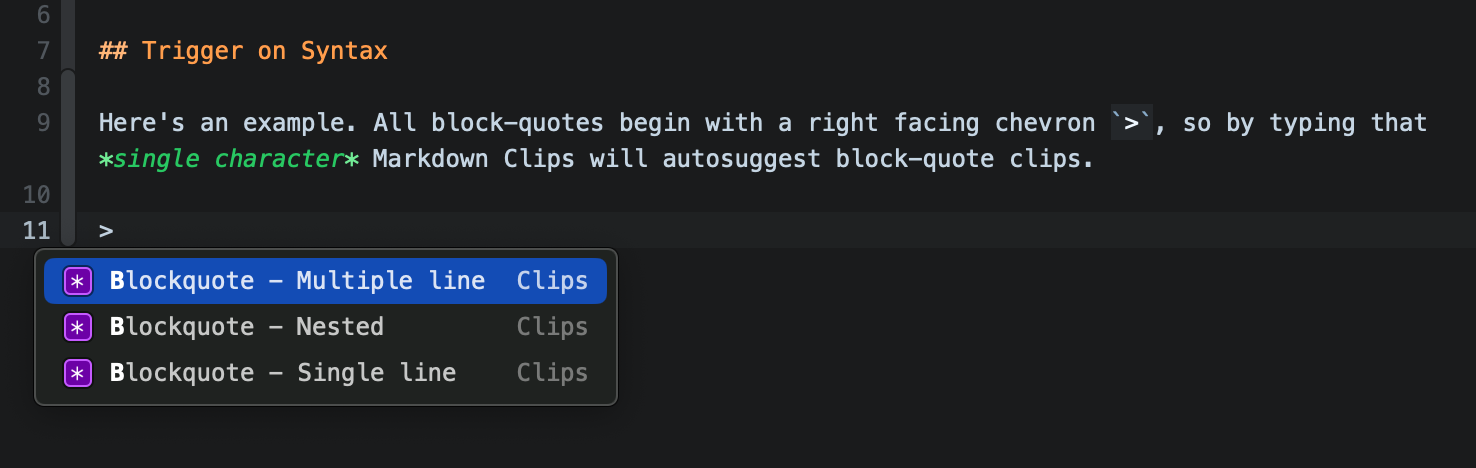 6
7 ## Trigger on Syntax
8
9 Here's an example. All block-quotes begin with a right facing chevron `>`, so by typing that
*single character* Markdown Clips will autosuggest block-quote clips.
10
11 >
* Blockquote – Multiple line Clips
* Blockquote – Nested Clips
* Blockquote – Single line Clips